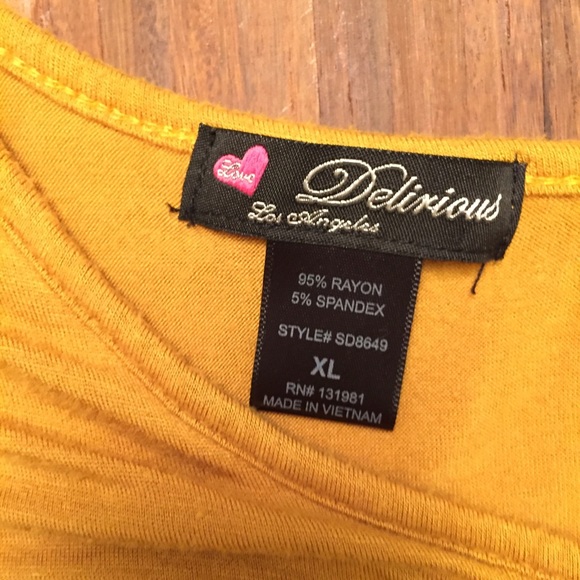 Love Delirious
Los Angeles
95% RAYON
5% SPANDEX
STYLE# SD8649
XL
RN# 131981
MADE IN VIETNAM